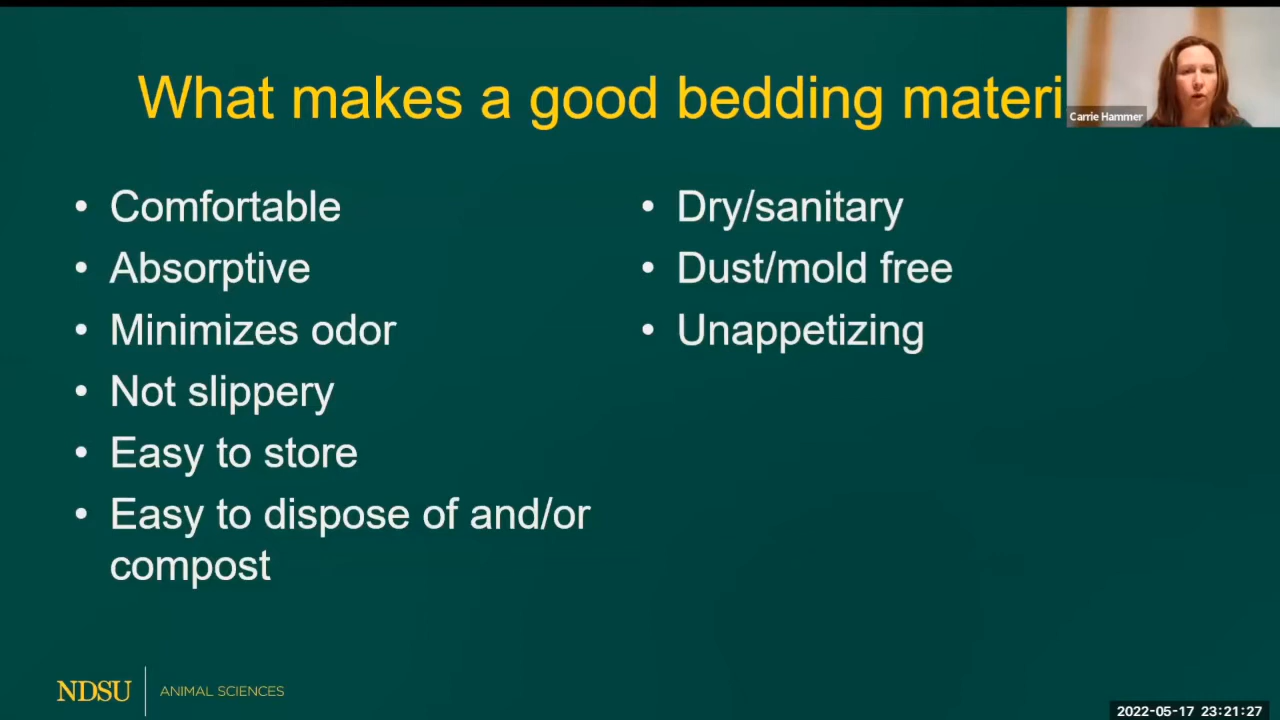 What makes a good bedding materi
Carrie Hammer
• Comfortable
• Absorptive
• Minimizes odor
• Not slippery
• Easy to store
• Easy to dispose of and/or
compost
• Dry/sanitary
• Dust/mold free
• Unappetizing
NDSU
ANIMAL SCIENCES
2022-05-17 23:21:27